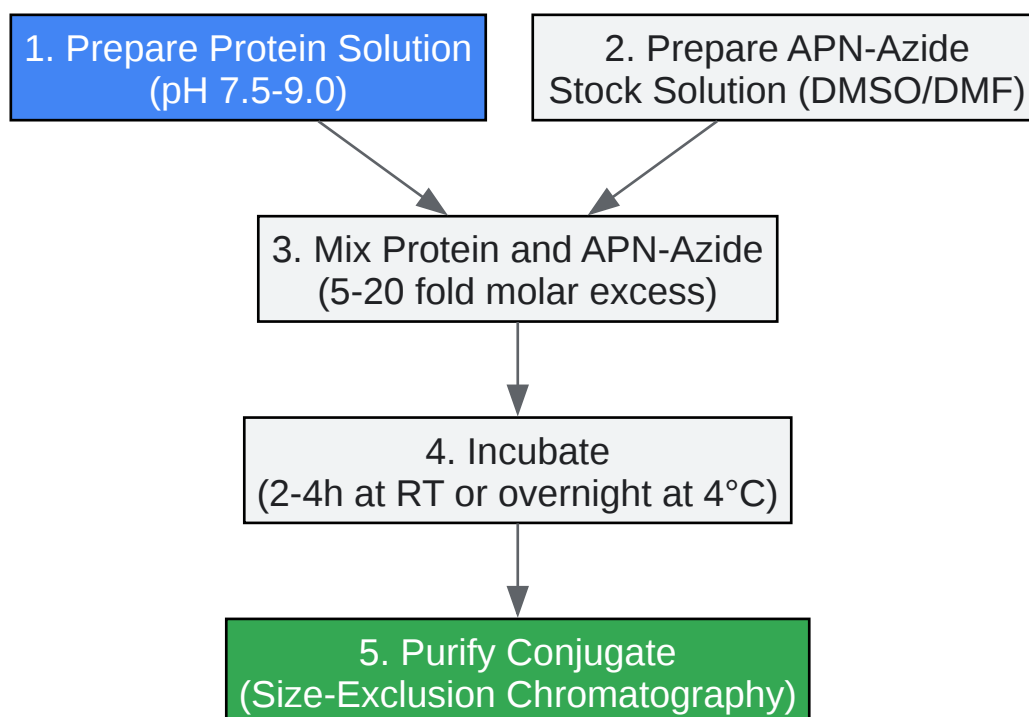 1. Prepare Protein Solution
(pH 7.5-9.0)
2. Prepare APN-Azide
Stock Solution (DMSO/DMF)
3. Mix Protein and APN-Azide
(5-20 fold molar excess)
4. Incubate
(2-4h at RT or overnight at 4°C)
5. Purify Conjugate
(Size-Exclusion Chromatography)